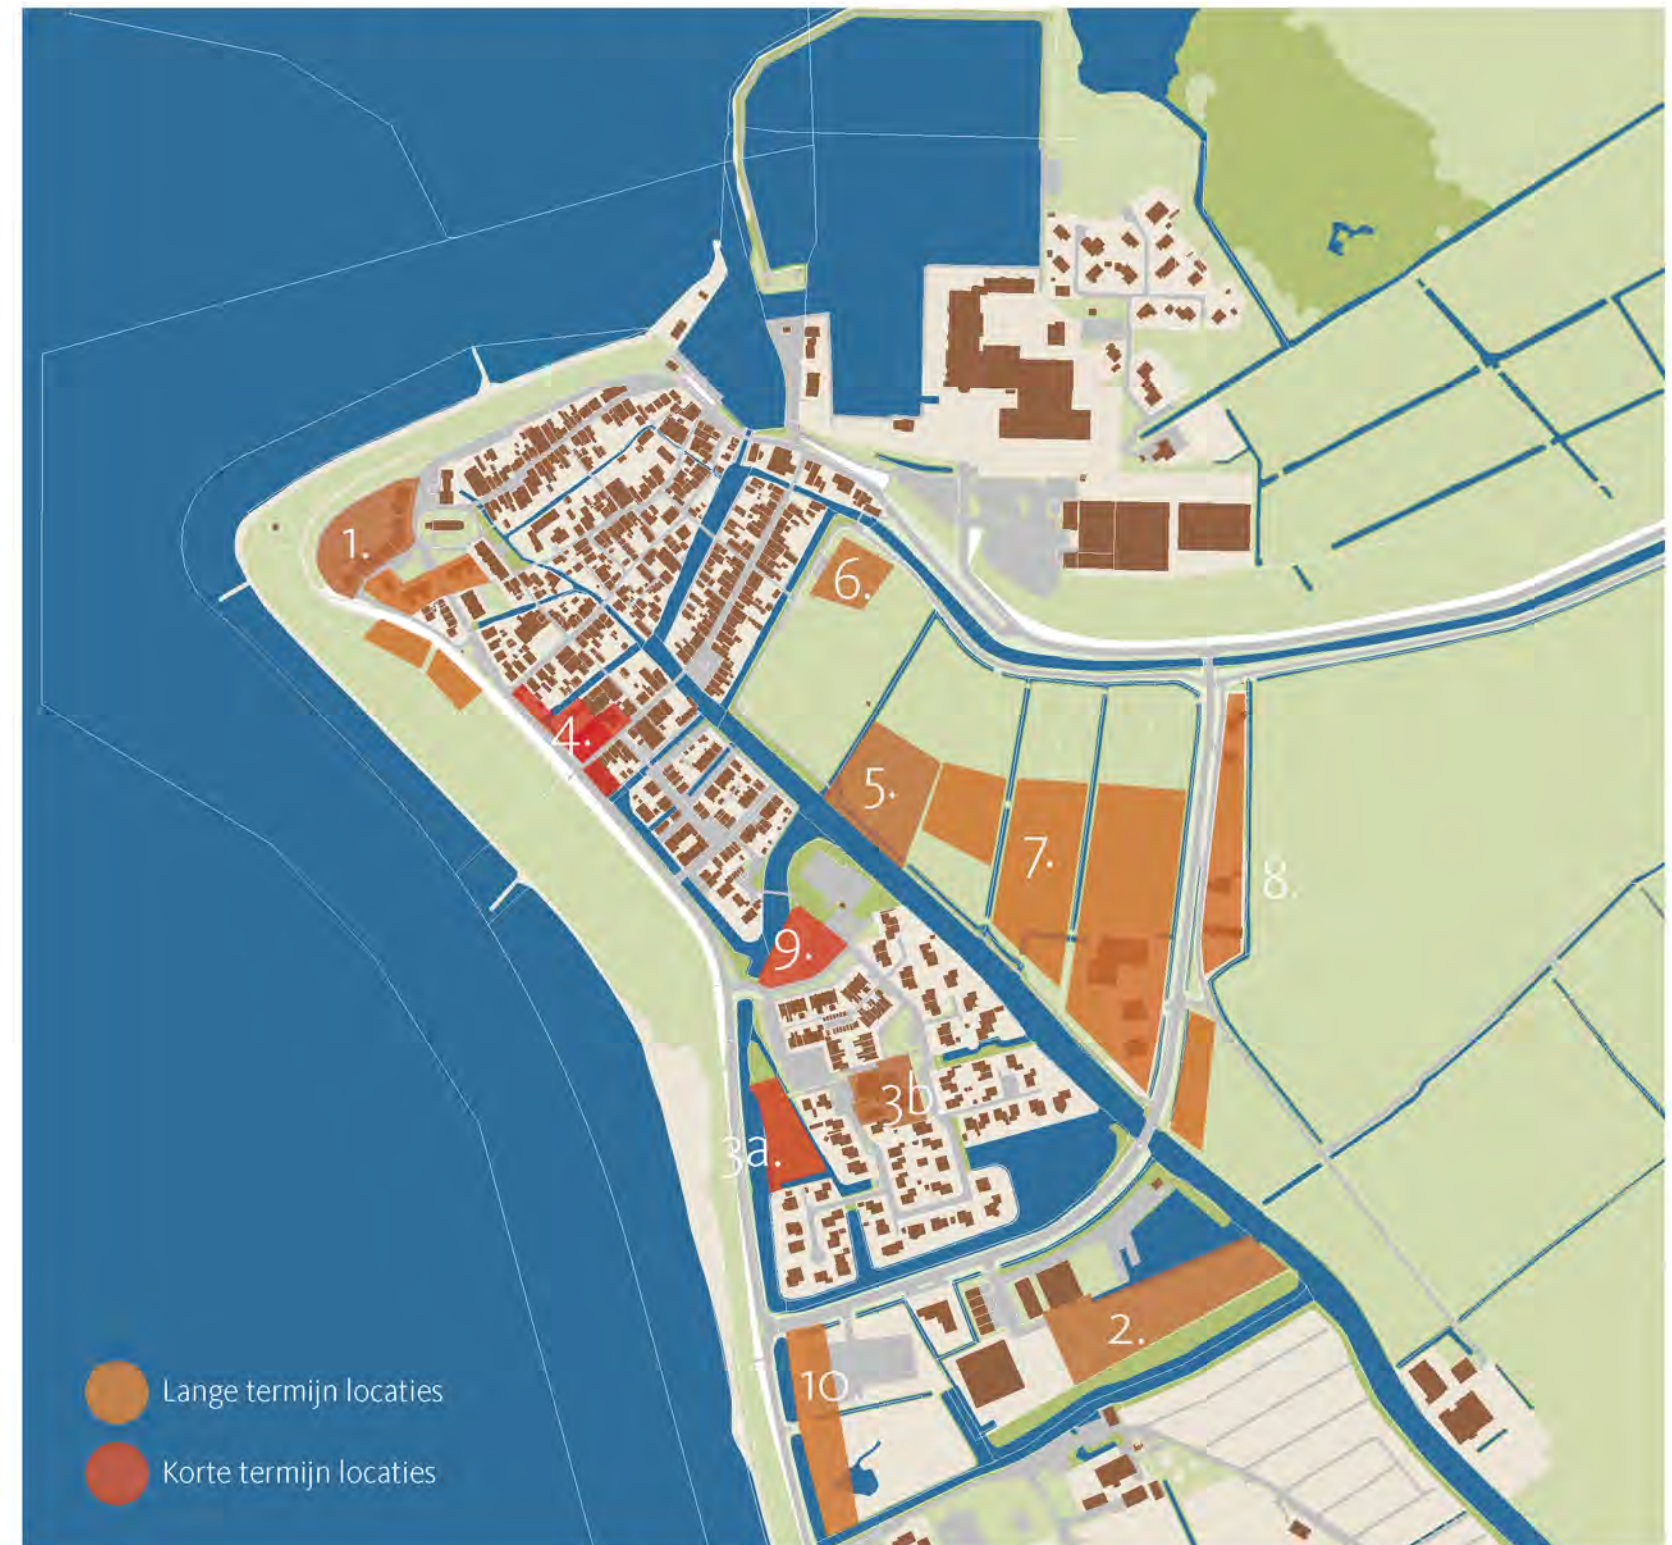 1.
6.
4.
5.
7.
8.
9.
3b.
3a.
2.
10.
Lange termijn locaties
Korte termijn locaties